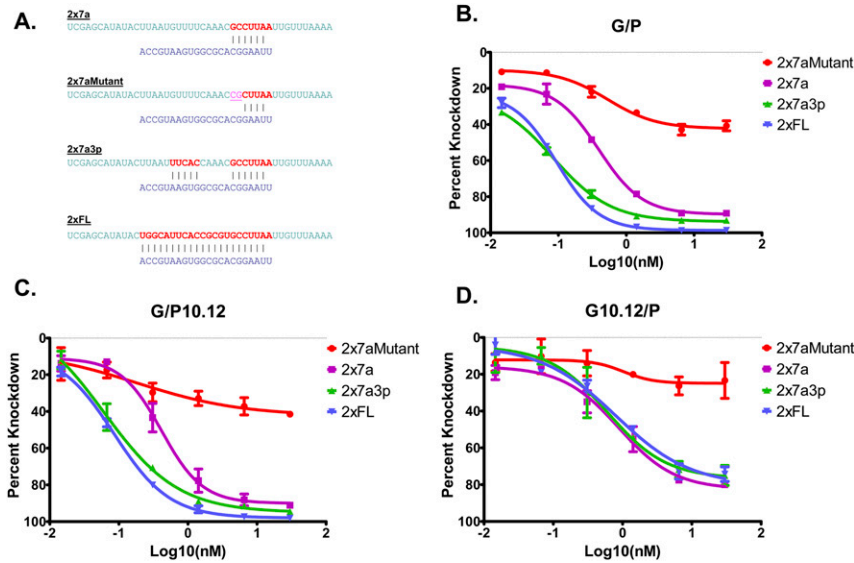 A.
2x7a
UCGAGCAUAUACUUAAUGUUUUCAAACGCCUUAAUUGUUUAAAA
ACCGUAAGUGGCGCACGGAAUU
2x7aMutant
UCGAGCAUAUACUUAAUGUUUUCAAACCGCUUAAUUGUUUAAAA
ACCGUAAGUGGCGCACGGAAUU
2x7a3p
UCGAGCAUAUACUUAAUUUCACCAAACGCCUUAAUUGUUUAAAA
ACCGUAAGUGGCGCACGGAAUU
2xFL
UCGAGCAUAUACUGGCAUUCACCGCGUGCCUUAAUUGUUUAAAA
ACCGUAAGUGGCGCACGGAAUU
B.
G/P
Percent Knockdown
0
20
40
60
80
100
-2 -1 0 1 2
Log10(nM)
2x7aMutant
2x7a
2x7a3p
2xFL
C.
G/P10.12
Percent Knockdown
0
20
40
60
80
100
-2 -1 0 1 2
Log10(nM)
2x7aMutant
2x7a
2x7a3p
2xFL
D.
G10.12/P
Percent Knockdown
0
20
40
60
80
100
-2 -1 0 1 2
Log10(nM)
2x7aMutant
2x7a
2x7a3p
2xFL